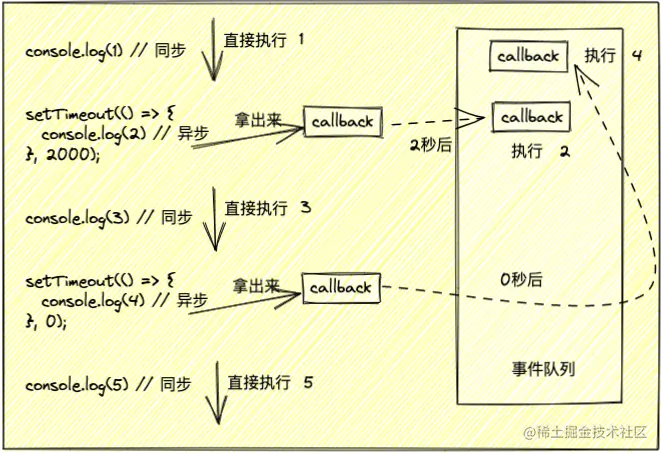 console.log(1) // 同步
直接执行 1
setTimeout(() => {
console.log(2) // 异步
}, 2000);
拿出来
callback
2秒后
callback
执行 4
callback
执行 2
console.log(3) // 同步
直接执行 3
setTimeout(() => {
console.log(4) // 异步
}, 0);
拿出来
callback
0秒后
事件队列
console.log(5) // 同步
直接执行 5
@稀土掘金技术社区